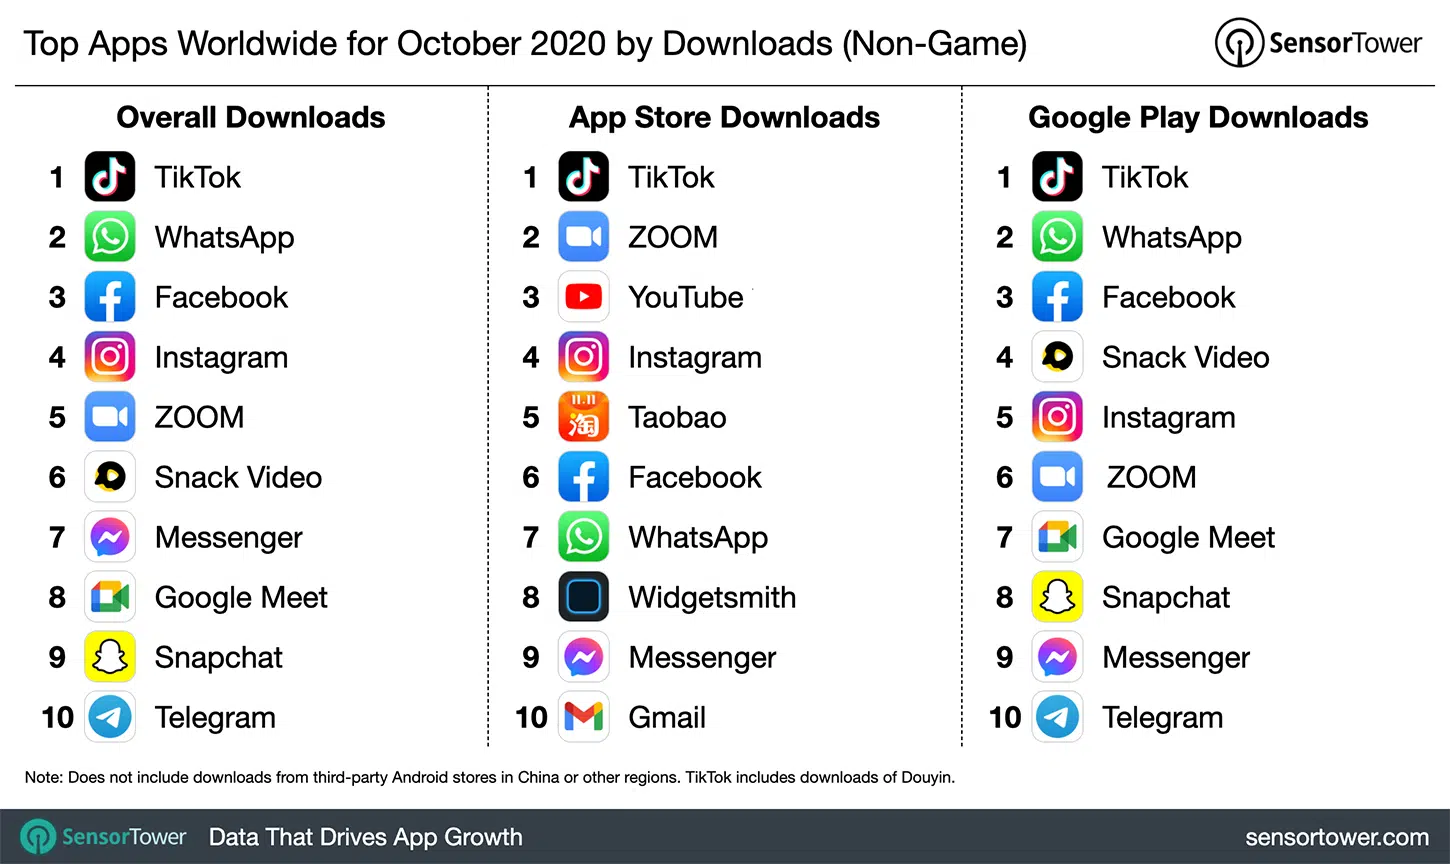 Top Apps Worldwide for October 2020 by Downloads (Non-Game)
SensorTower
Overall Downloads
1 TikTok
2 WhatsApp
3 Facebook
4 Instagram
5 ZOOM
6 Snack Video
7 Messenger
8 Google Meet
9 Snapchat
10 Telegram
App Store Downloads
1 TikTok
2 ZOOM
3 YouTube
4 Instagram
5 11.11 淘 Taobao
6 Facebook
7 WhatsApp
8 Widgetsmith
9 Messenger
10 Gmail
Google Play Downloads
1 TikTok
2 WhatsApp
3 Facebook
4 Snack Video
5 Instagram
6 ZOOM
7 Google Meet
8 Snapchat
9 Messenger
10 Telegram
Note: Does not include downloads from third-party Android stores in China or other regions. TikTok includes downloads of Douyin.
SensorTower Data That Drives App Growth
sensortower.com